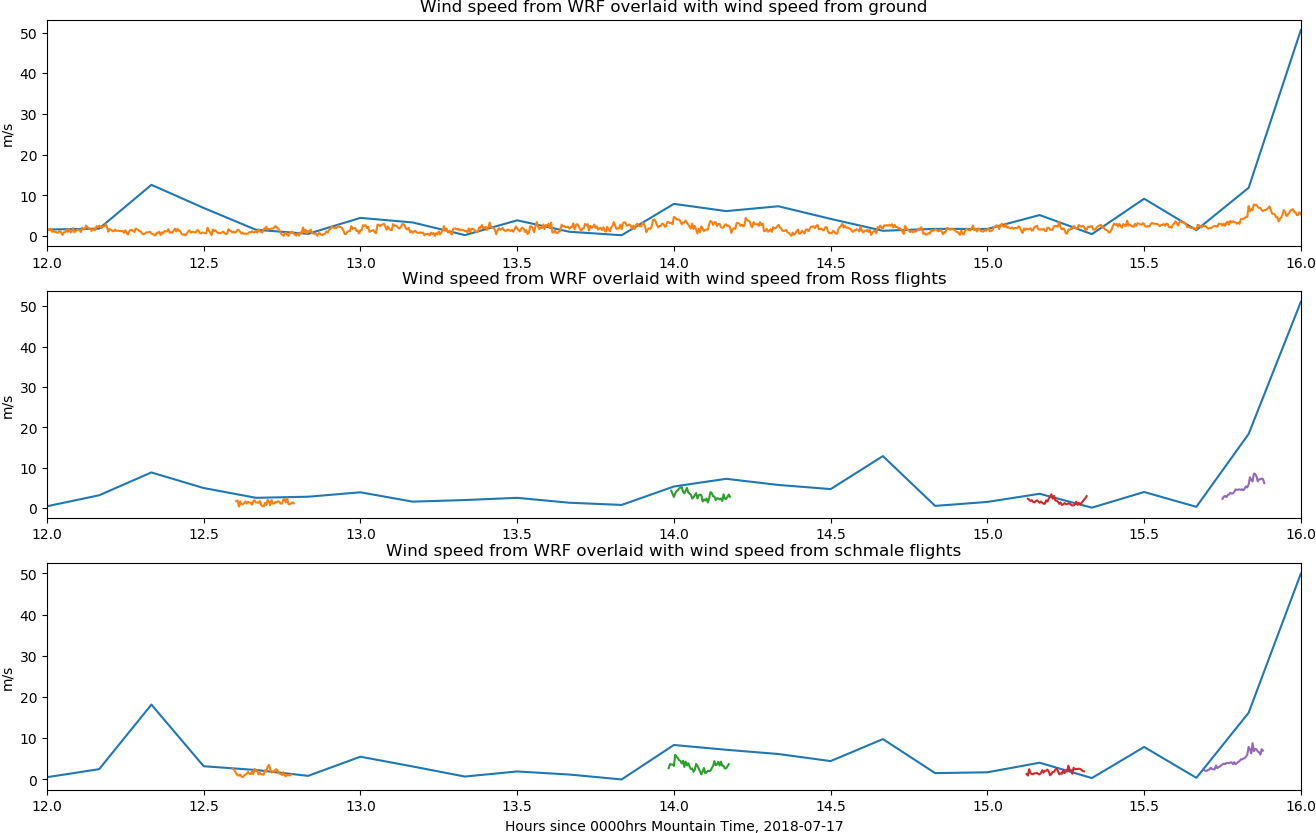 Wind speed from WRF overlaid with wind speed from ground
50
40
30
20
10
0
m/s
12.0 12.5 13.0 13.5 14.0 14.5 15.0 15.5 16.0
Wind speed from WRF overlaid with wind speed from Ross flights
50
40
30
20
10
0
m/s
12.0 12.5 13.0 13.5 14.0 14.5 15.0 15.5 16.0
Wind speed from WRF overlaid with wind speed from schmale flights
50
40
30
20
10
0
m/s
12.0 12.5 13.0 13.5 14.0 14.5 15.0 15.5 16.0
Hours since 0000hrs Mountain Time, 2018-07-17